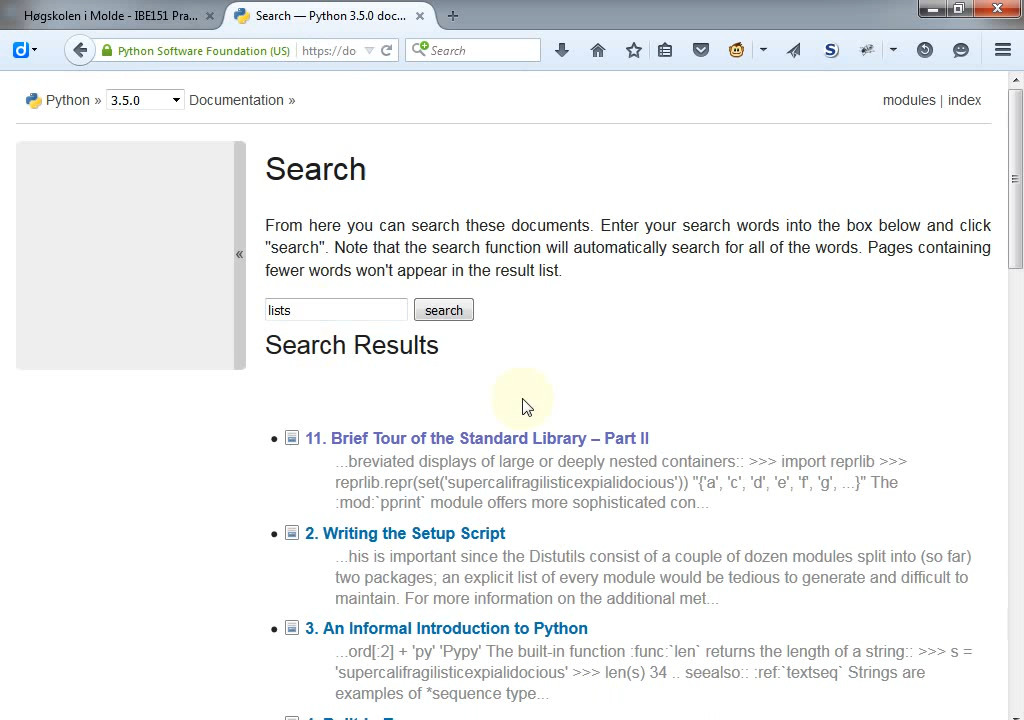 Høgskolen i Molde - IBE151 Pra...
Search — Python 3.5.0 doc...
Python Software Foundation (US)
https://do
Search
Python » 3.5.0 Documentation »
modules | index
Search
From here you can search these documents. Enter your search words into the box below and click
"search". Note that the search function will automatically search for all of the words. Pages containing
fewer words won't appear in the result list.
lists
search
Search Results
11. Brief Tour of the Standard Library – Part II
...breviated displays of large or deeply nested containers:: >>> import reprlib >>>
reprlib.repr(set('supercalifragilisticexpialidocious')) "{'a', 'c', 'd', 'e', 'f', 'g', ...}" The
:mod:`pprint` module offers more sophisticated con...
2. Writing the Setup Script
...his is important since the Distutils consist of a couple of dozen modules split into (so far)
two packages; an explicit list of every module would be tedious to generate and difficult to
maintain. For more information on the additional met...
3. An Informal Introduction to Python
...ord[:2] + 'py' 'Pypy' The built-in function :func:`len` returns the length of a string:: >>> s =
'supercalifragilisticexpialidocious' >>> len(s) 34 .. seealso:: :ref:`textseq` Strings are
examples of *sequence type...